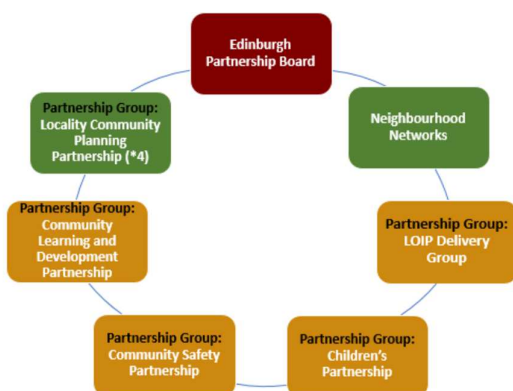 Edinburgh
Partnership Board
Partnership Group:
Locality Community
Planning
Partnership (*4)
Neighbourhood
Networks
Partnership Group:
Community
Learning and
Development
Partnership
Partnership Group:
LOIP Delivery
Group
Partnership Group:
Community Safety
Partnership
Partnership Group:
Children's
Partnership